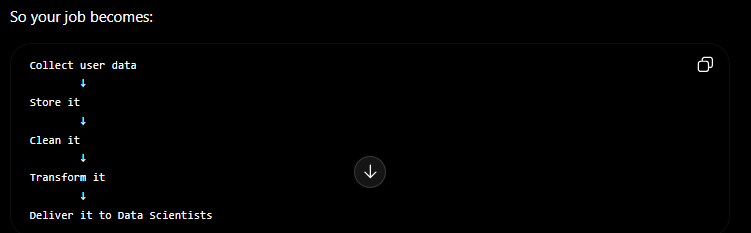 So your job becomes:
Collect user data
↓
Store it
↓
Clean it
↓
Transform it
↓
Deliver it to Data Scientists